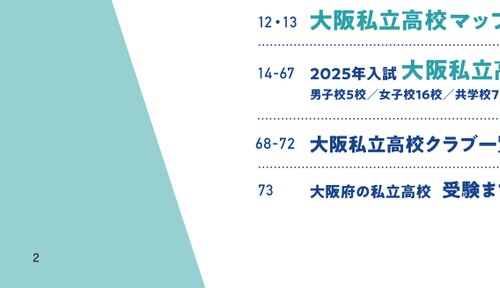 12・13 大阪私立高校マップ
14-67 2025年入試 大阪私立
男子校5校／女子校16校／共学校7
68-72 大阪私立高校クラブ一
73 大阪府の私立高校 受験ま
2